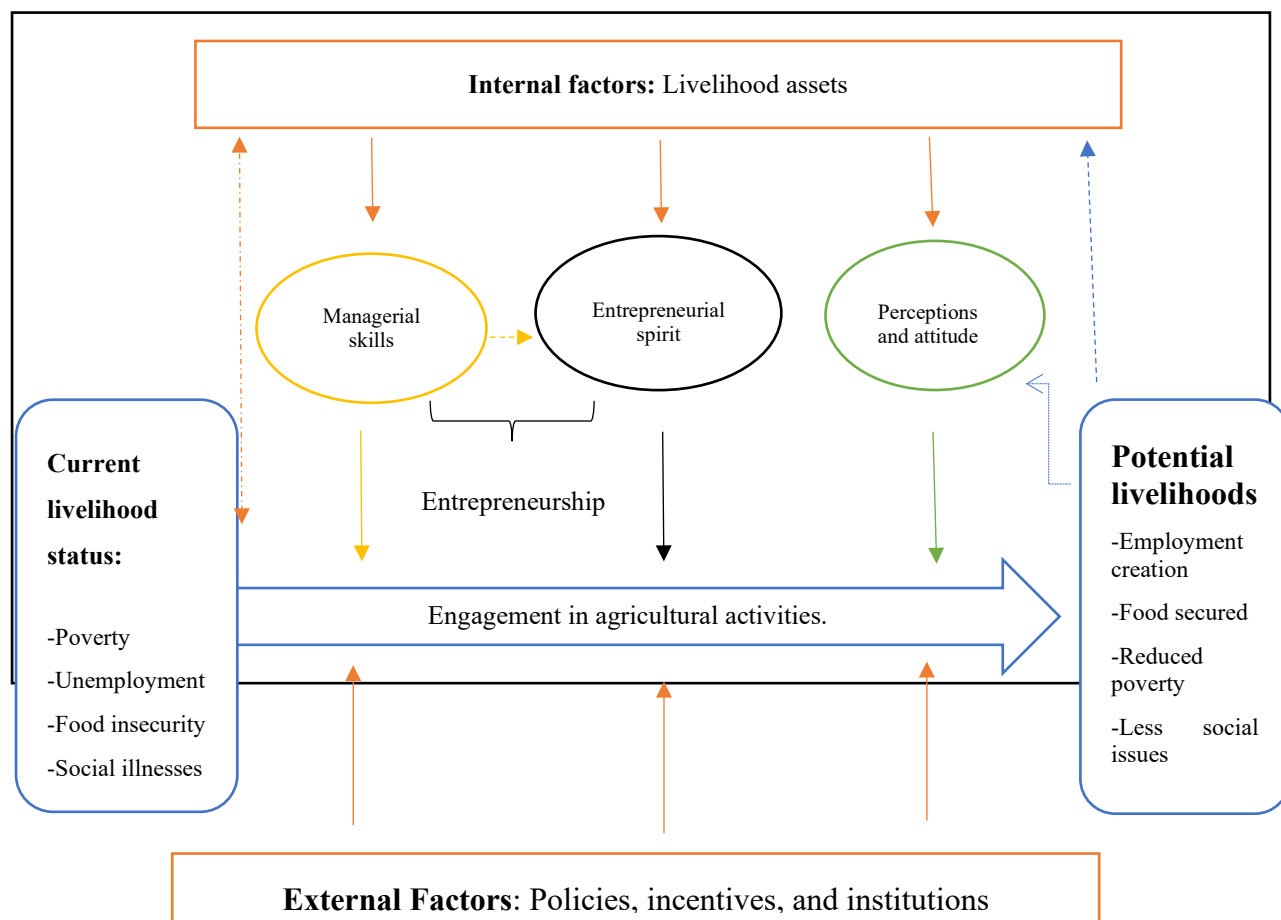 Internal factors: Livelihood assets
Managerial
skills
Entrepreneurial
spirit
Perceptions
and attitude
Entrepreneurship
Current
livelihood
status:
-Poverty
-Unemployment
-Food insecurity
-Social illnesses
Engagement in agricultural activities.
Potential
livelihoods
-Employment
creation
-Food secured
-Reduced
poverty
-Less social
issues
External Factors: Policies, incentives, and institutions